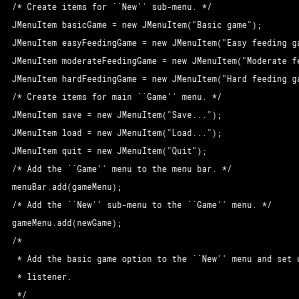 /* Create items for ``New'' sub-menu. */
JMenuItem basicGame = new JMenuItem("Basic game");
JMenuItem easyFeedingGame = new JMenuItem("Easy feeding
JMenuItem moderateFeedingGame = new JMenuItem("Moderate
JMenuItem hardFeedingGame = new JMenuItem("Hard feeding
/* Create items for main ``Game'' menu. */
JMenuItem save = new JMenuItem("Save...");
JMenuItem load = new JMenuItem("Load...");
JMenuItem quit = new JMenuItem("Quit");
/* Add the ``Game'' menu to the menu bar. */
menuBar.add(gameMenu);
/* Add the ``New'' sub-menu to the ``Game'' menu. */
gameMenu.add(newGame);
/*
* Add the basic game option to the ``New'' menu and set
* listener.
*/